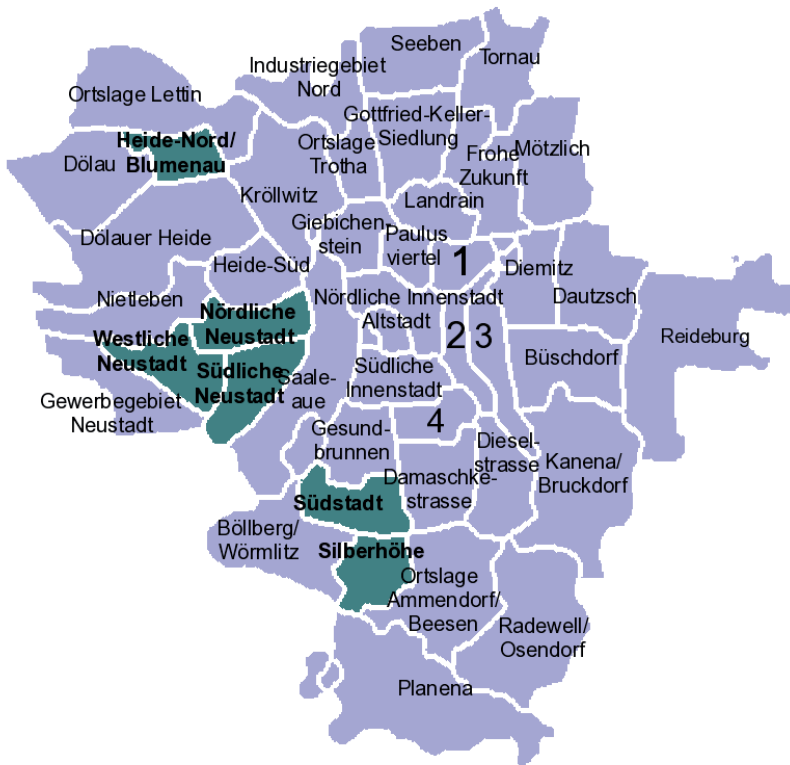 Seeben
Tornau
Industriegebiet
Nord
Ortslage Lettin
Gottfried-Keller-
Siedlung
Heide-Nord/
Blumenau
Ortslage
Trotha
Frohe
Zukunft
Mötzlich
Dölau
Kröllwitz
Landrain
Giebichen-
stein
Paulus
viertel
Dölauer Heide
1
Heide-Süd
Diemitz
Nietleben
Nördliche Innenstadt
Dautzsch
Nördliche
Neustadt
Altstadt
2
3
Westliche
Neustadt
Reideburg
Büschdorf
Südliche
Neustadt
Saale-
aue
Südliche
Innenstadt
Gewerbegebiet
Neustadt
4
Gesund-
brunnen
Diesel-
strasse
Kanena/
Bruckdorf
Damaschke-
strasse
Südstadt
Böllberg/
Wörmlitz
Silberhöhe
Ortslage
Ammendorf/
Beesen
Radewell/
Osendorf
Planena